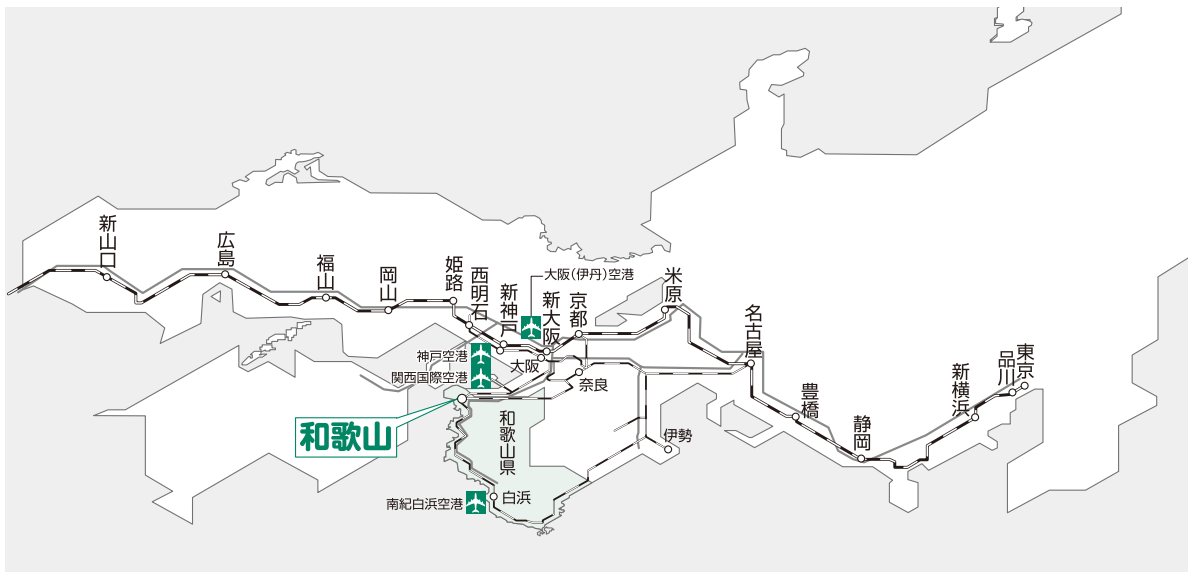 新山口
広島
福山
岡山
姫路
西明石
新神戸
大阪(伊丹)空港
新大阪
京都
米原
名古屋
豊橋
静岡
新横浜
品川
東京
神戸空港
大阪
関西国際空港
奈良
和歌山
和歌山県
伊勢
南紀白浜空港
白浜